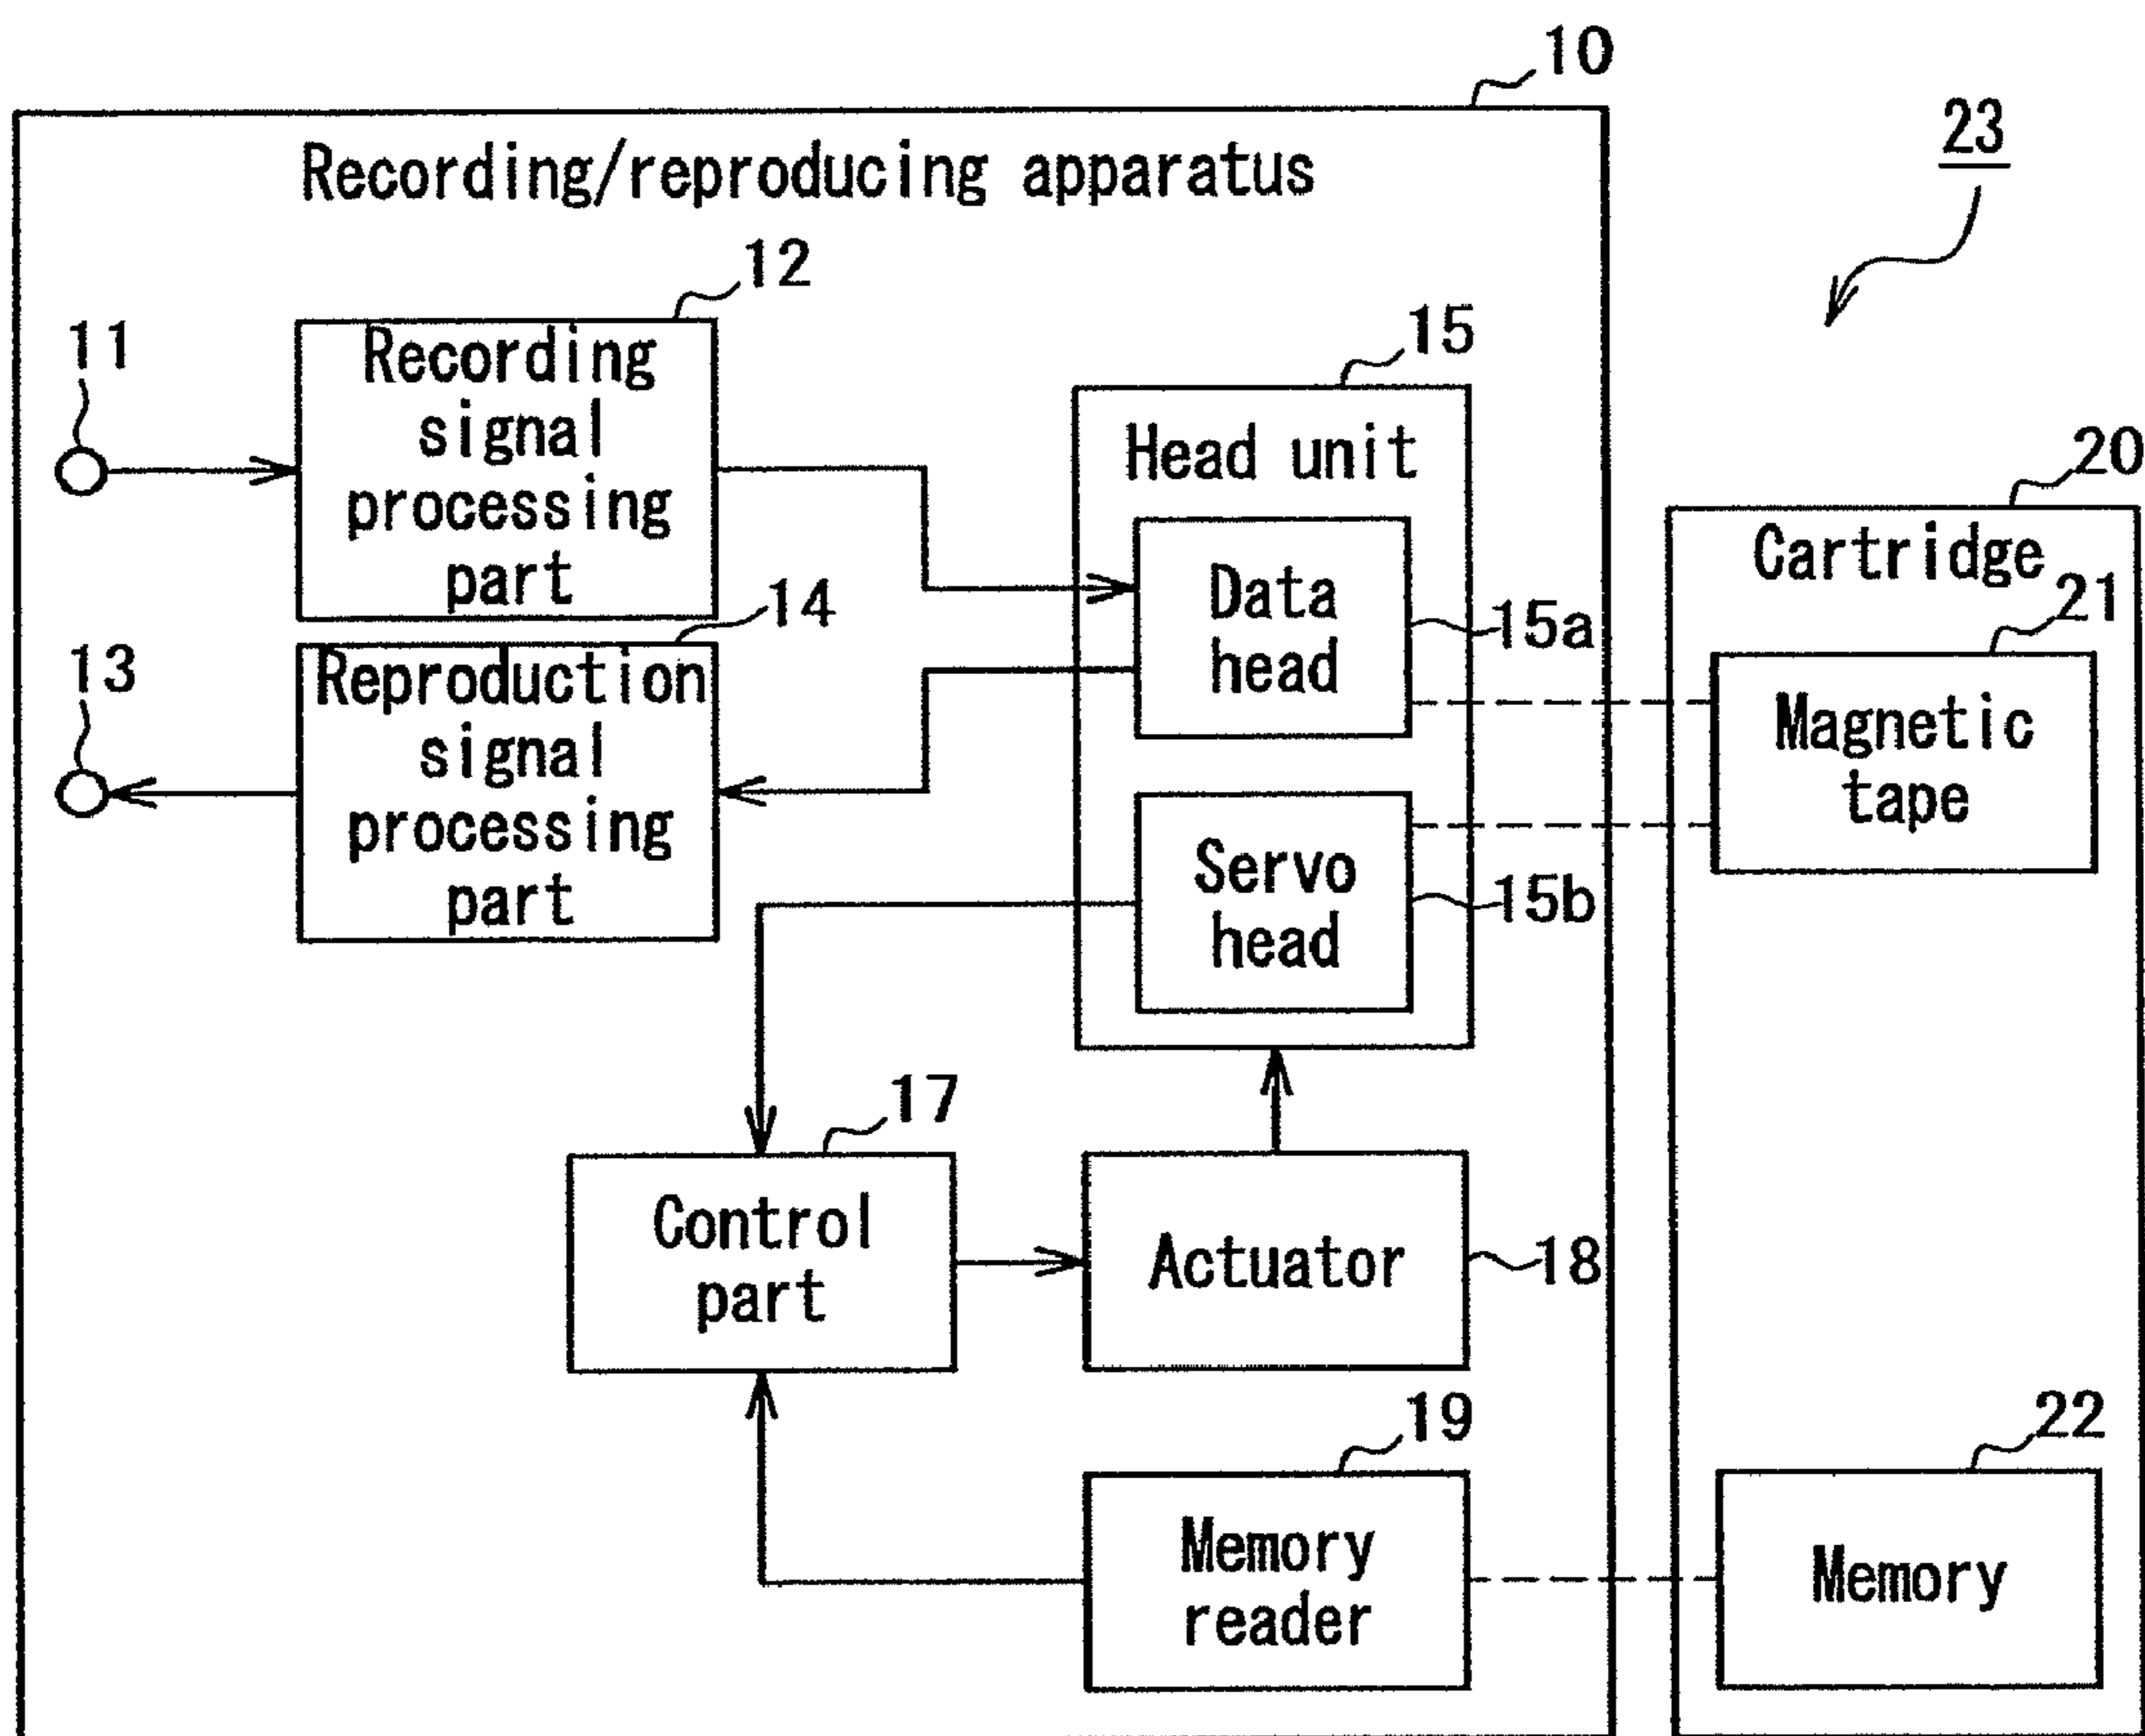 10
23
Recording/reproducing apparatus
12
11
Recording
signal
processing
part
15
Head unit
20
Cartridge
Data
head
15a
21
Magnetic
tape
14
13
Reproduction
signal
processing
part
Servo
head
15b
17
Control
part
Actuator
18
19
Memory
reader
22
Memory